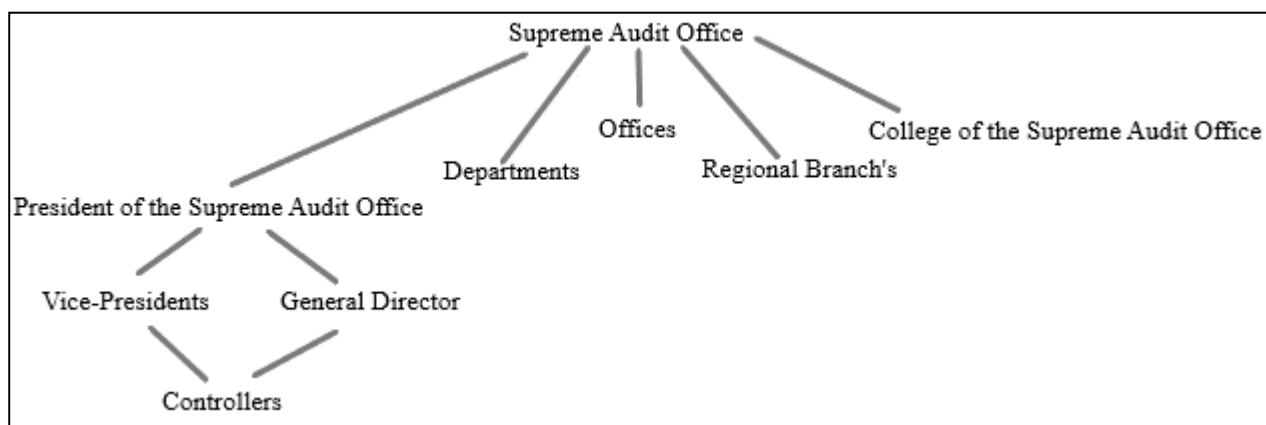 Supreme Audit Office
Offices
College of the Supreme Audit Office
Departments
Regional Branch's
President of the Supreme Audit Office
Vice-Presidents
General Director
Controllers